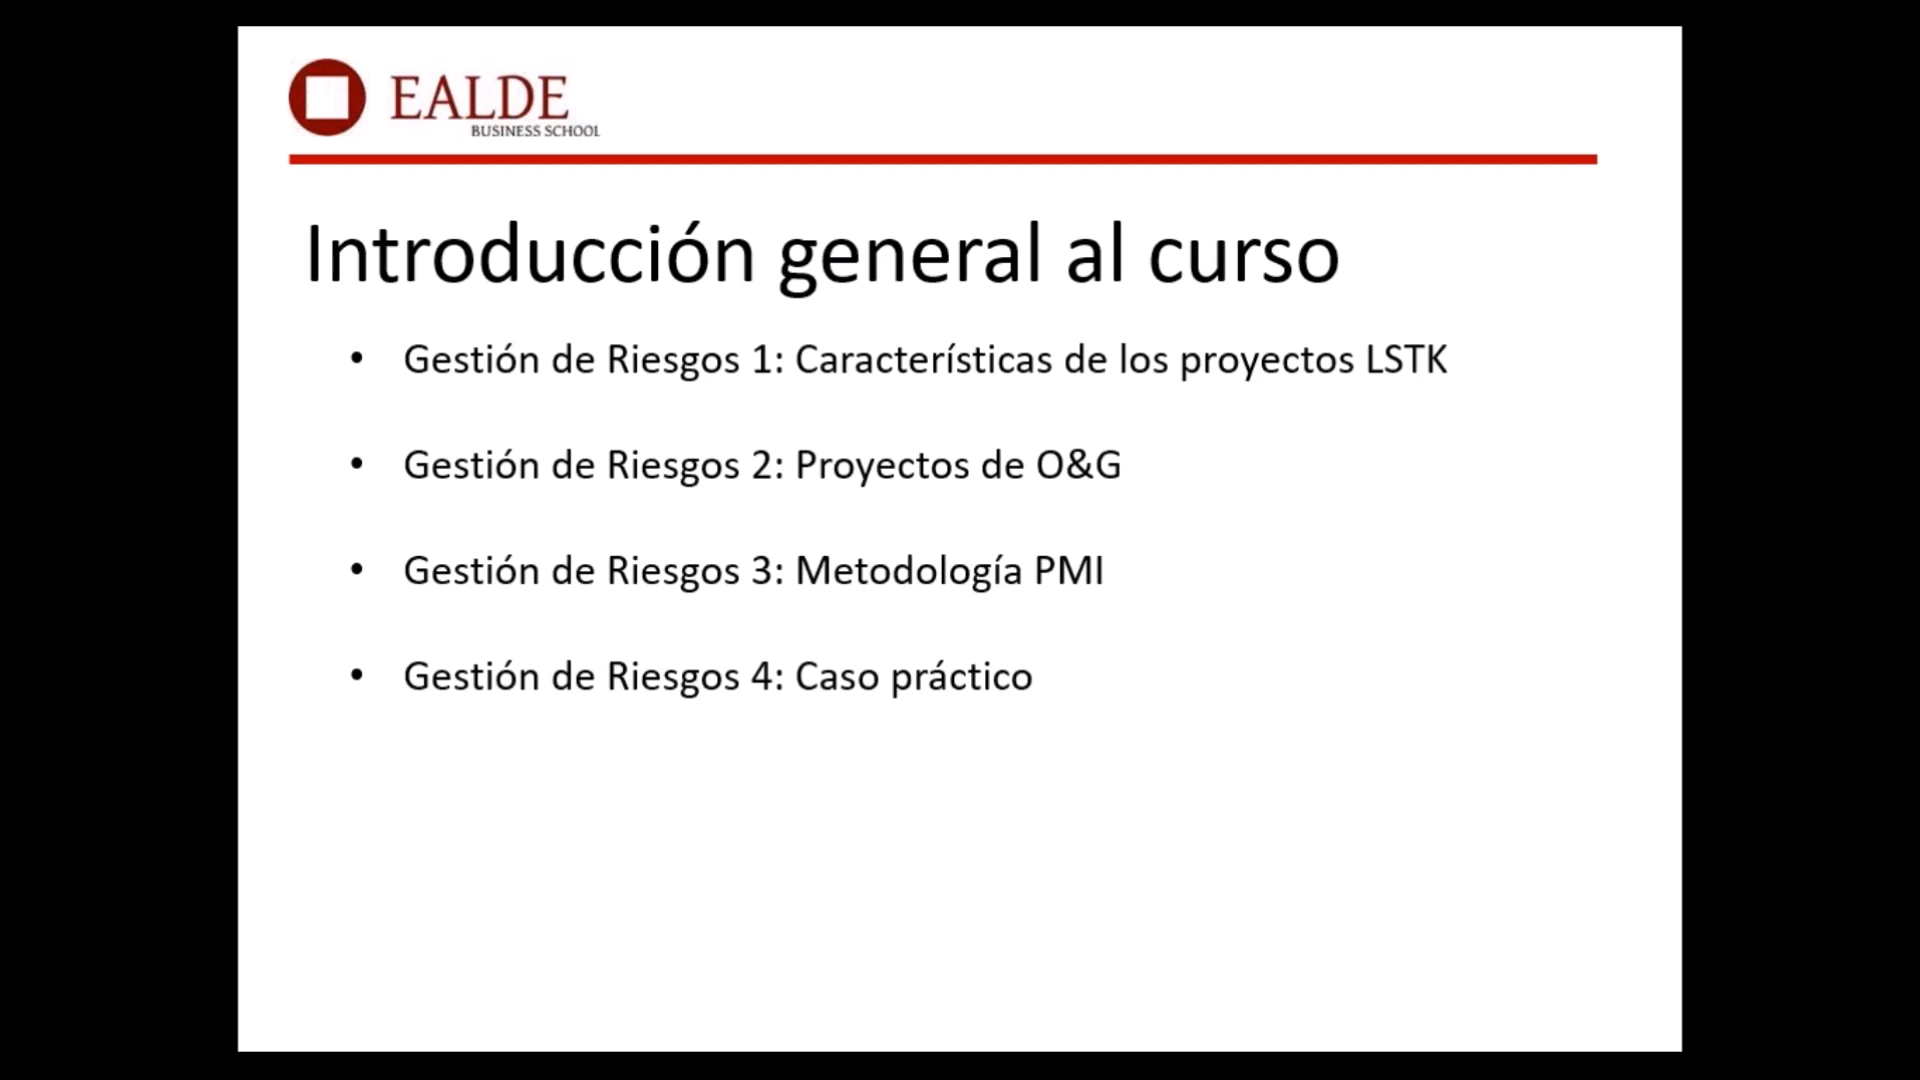 EALDE
BUSINESS SCHOOL
Introducción general al curso
• Gestión de Riesgos 1: Características de los proyectos LSTK
• Gestión de Riesgos 2: Proyectos de O&G
• Gestión de Riesgos 3: Metodología PMI
• Gestión de Riesgos 4: Caso práctico